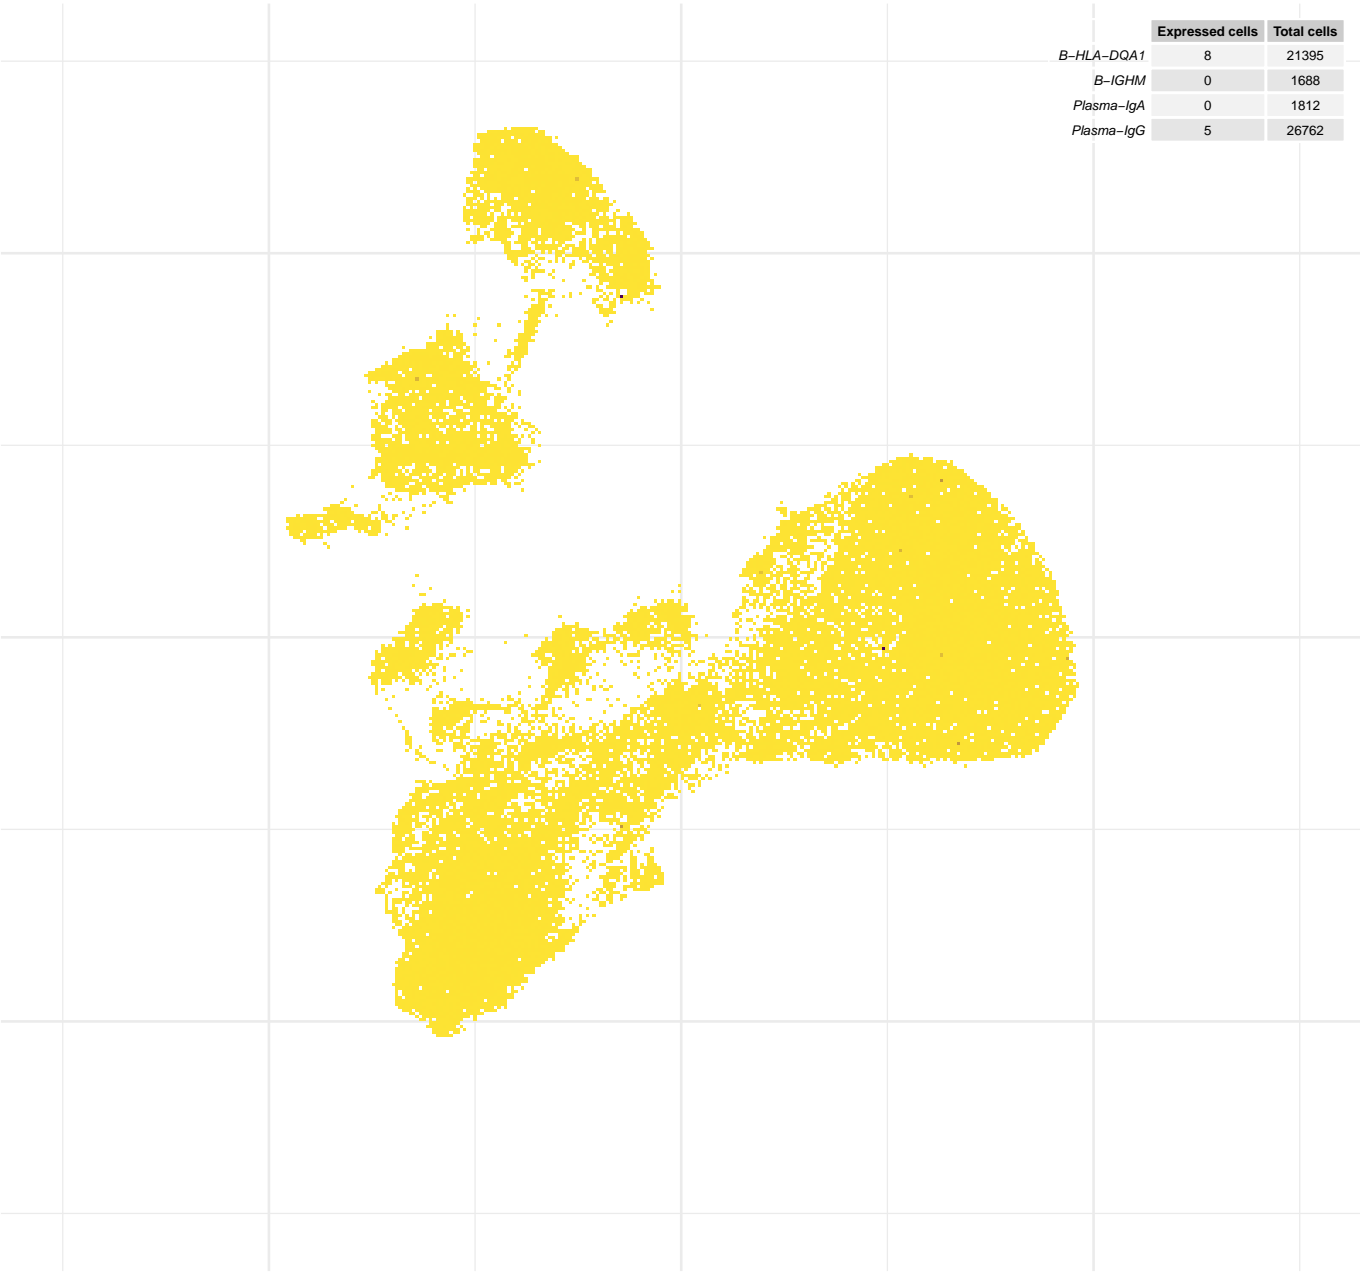 Expressed cells Total cells
B−HLA−DQA1 8 21395
B−IGHM 0 1688
Plasma−IgA 0 1812
Plasma−IgG 5 26762